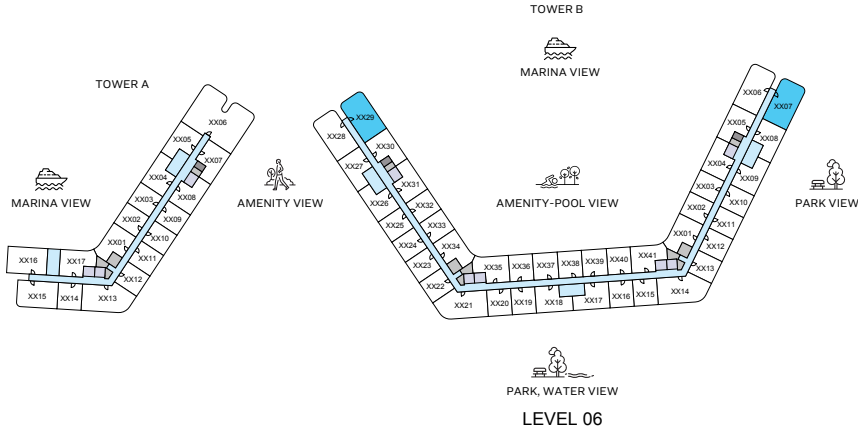 TOWER B
MARINA VIEW
TOWER A
XX06
XX05
XX07
XX04
XX08
XX03
XX09
XX02
XX10
XX01
XX11
XX12
XX16
XX17
XX15
XX14
XX13
MARINA VIEW
AMENITY VIEW
XX29
XX28
XX30
XX27
XX31
XX26
XX32
XX25
XX33
XX24
XX34
XX23
XX22
XX21
XX35
XX36
XX37
XX38
XX39
XX40
XX41
XX20
XX19
XX18
XX17
XX16
XX15
XX14
XX06
XX07
XX05
XX08
XX04
XX09
XX03
XX10
XX02
XX11
XX01
XX12
XX13
AMENITY-POOL VIEW
PARK VIEW
PARK, WATER VIEW
LEVEL 06